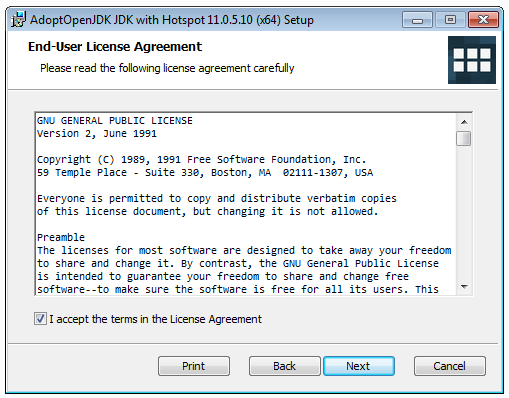 AdoptOpenJDK JDK with Hotspot 11.0.5.10 (x64) Setup
End-User License Agreement
Please read the following license agreement carefully
GNU GENERAL PUBLIC LICENSE
Version 2, June 1991
Copyright (C) 1989, 1991 Free Software Foundation, Inc.
59 Temple Place - Suite 330, Boston, MA  02111-1307, USA
Everyone is permitted to copy and distribute verbatim copies
of this license document, but changing it is not allowed.
Preamble
The licenses for most software are designed to take away your freedom
to share and change it. By contrast, the GNU General Public License
is intended to guarantee your freedom to share and change free
software--to make sure the software is free for all its users. This
I accept the terms in the License Agreement
Print
Back
Next
Cancel